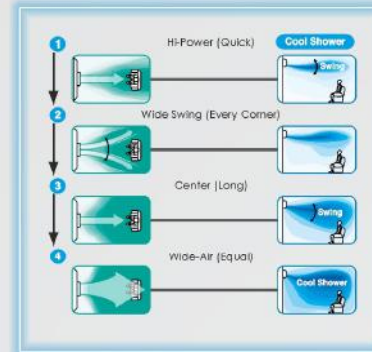 1
Hi-Power (Quick)
Cool Shower
Swing
2
Wide Swing (Every Corner)
3
Center (Long)
Swing
4
Wide-Air (Equal)
Cool Shower